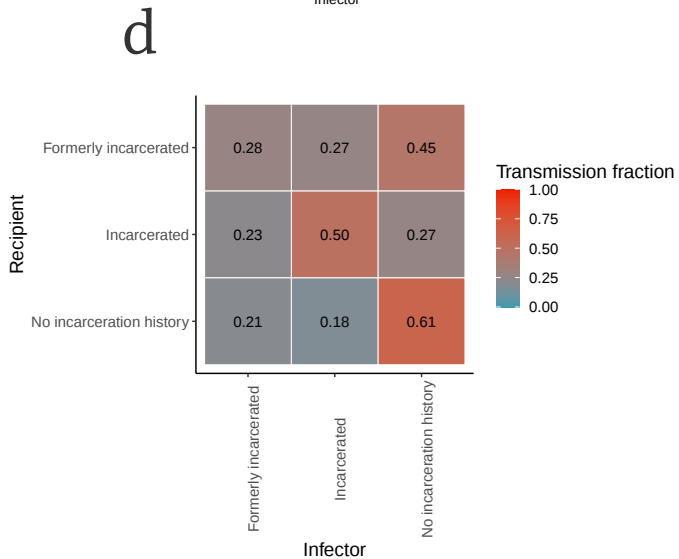 Infector
d
Formerly incarcerated 0.28 0.27 0.45
Incarcerated 0.23 0.50 0.27
No incarceration history 0.21 0.18 0.61
Recipient
Formerly incarcerated
Incarcerated
No incarceration history
Infector
Transmission fraction
1.00
0.75
0.50
0.25
0.00